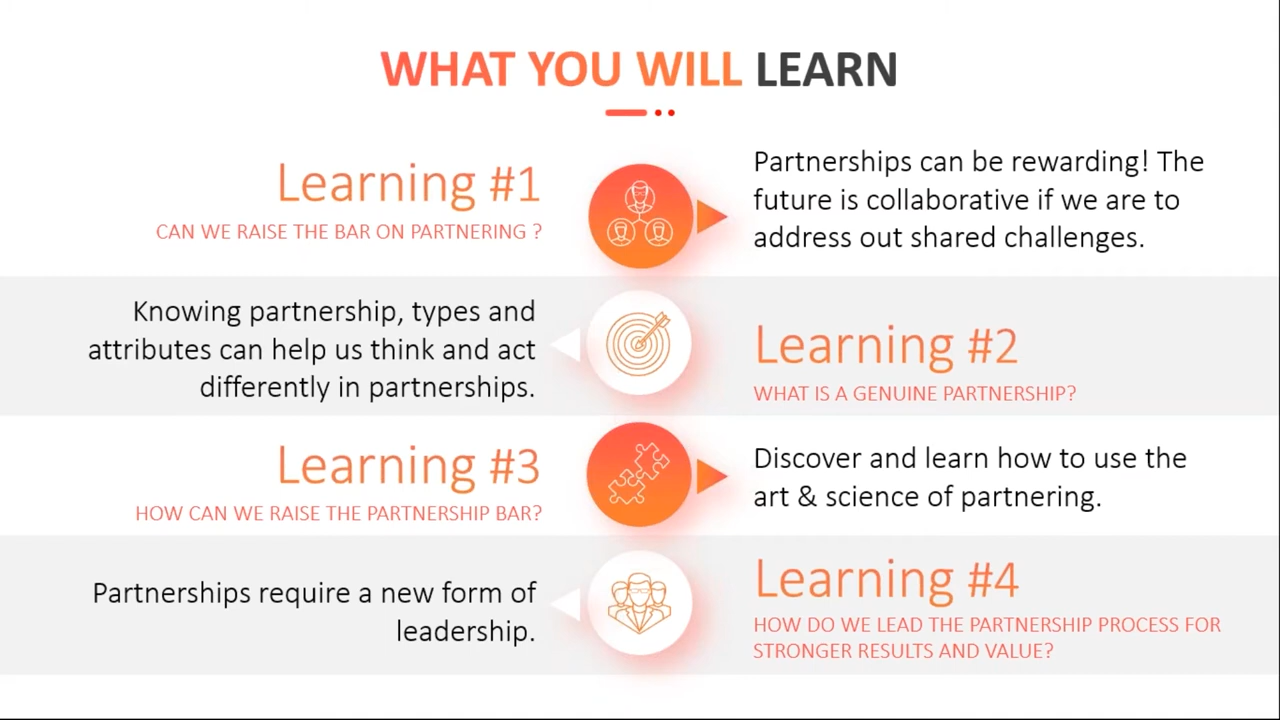 WHAT YOU WILL LEARN
Learning #1
CAN WE RAISE THE BAR ON PARTNERING ?
Partnerships can be rewarding! The
future is collaborative if we are to
address out shared challenges.
Knowing partnership, types and
attributes can help us think and act
differently in partnerships.
Learning #2
WHAT IS A GENUINE PARTNERSHIP?
Learning #3
HOW CAN WE RAISE THE PARTNERSHIP BAR?
Discover and learn how to use the
art & science of partnering.
Partnerships require a new form of
leadership.
Learning #4
HOW DO WE LEAD THE PARTNERSHIP PROCESS FOR
STRONGER RESULTS AND VALUE?